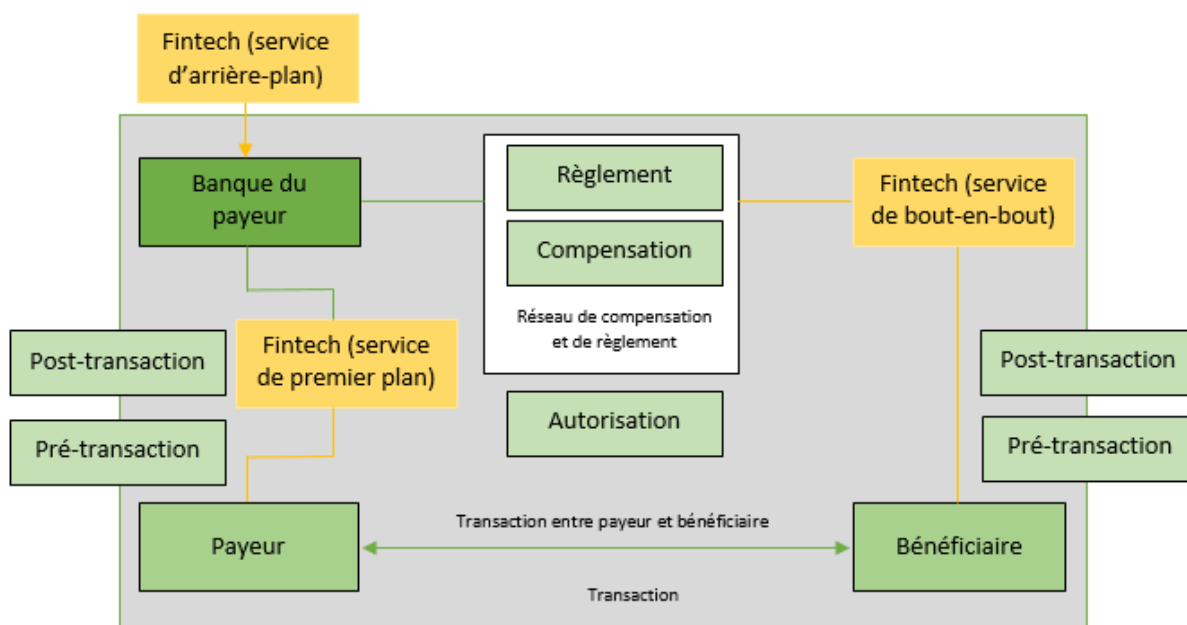 Fintech (service
d'arrière-plan)
Banque du
payeur
Règlement
Compensation
Réseau de compensation
et de règlement
Fintech (service
de bout-en-bout)
Post-transaction
Pré-transaction
Fintech (service
de premier plan)
Autorisation
Post-transaction
Pré-transaction
Payeur
Transaction entre payeur et bénéficiaire
Bénéficiaire
Transaction